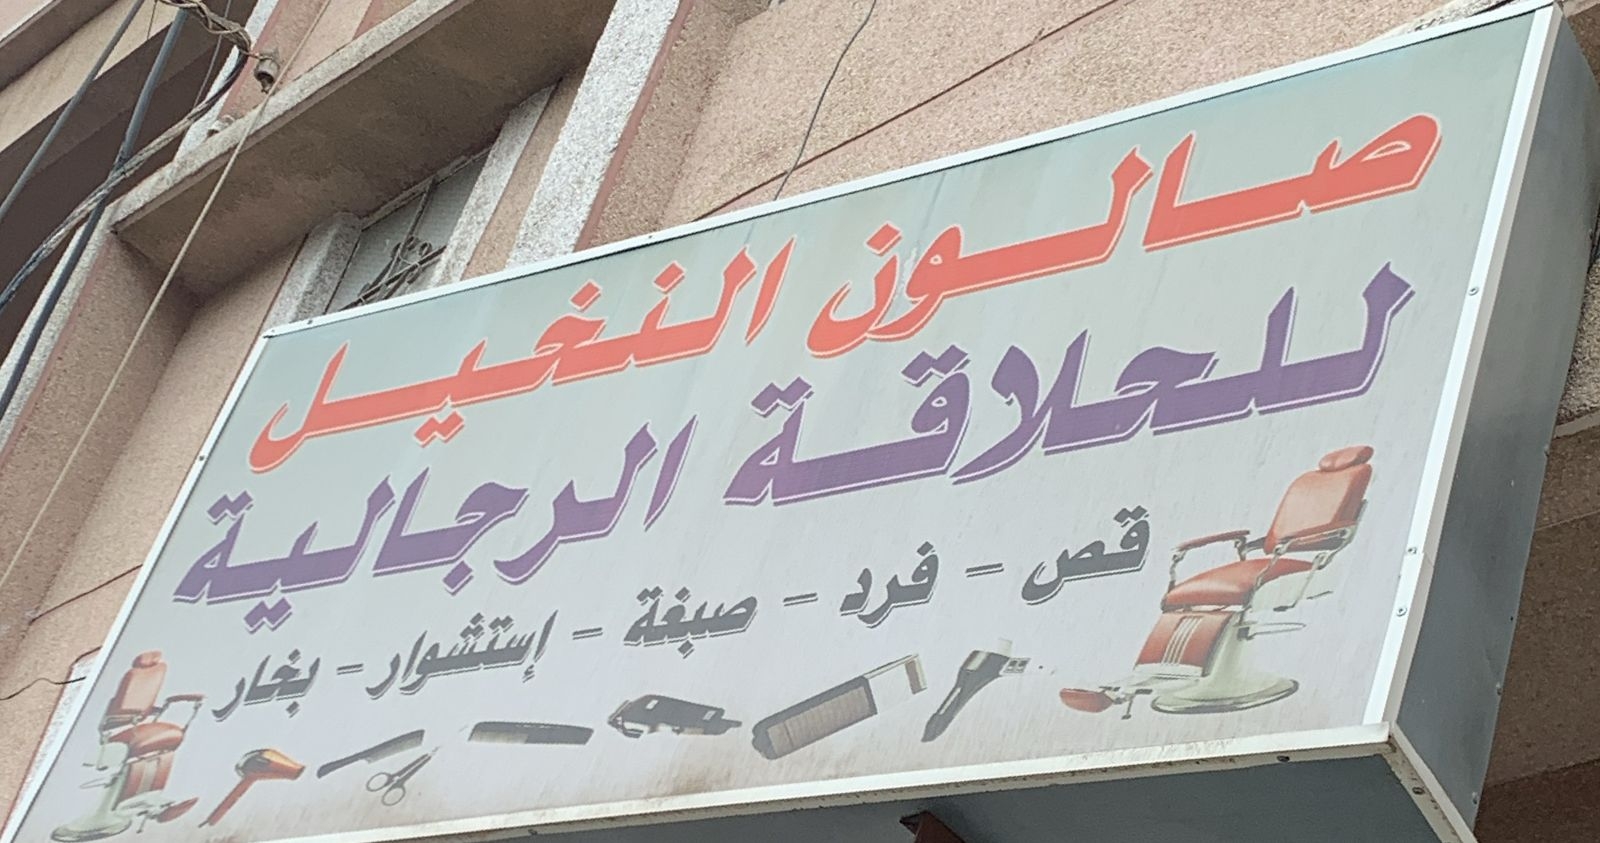 صالون النخيل
للحلاقة الرجالية
قص - فرد - صبغة - إستشوار - بخار